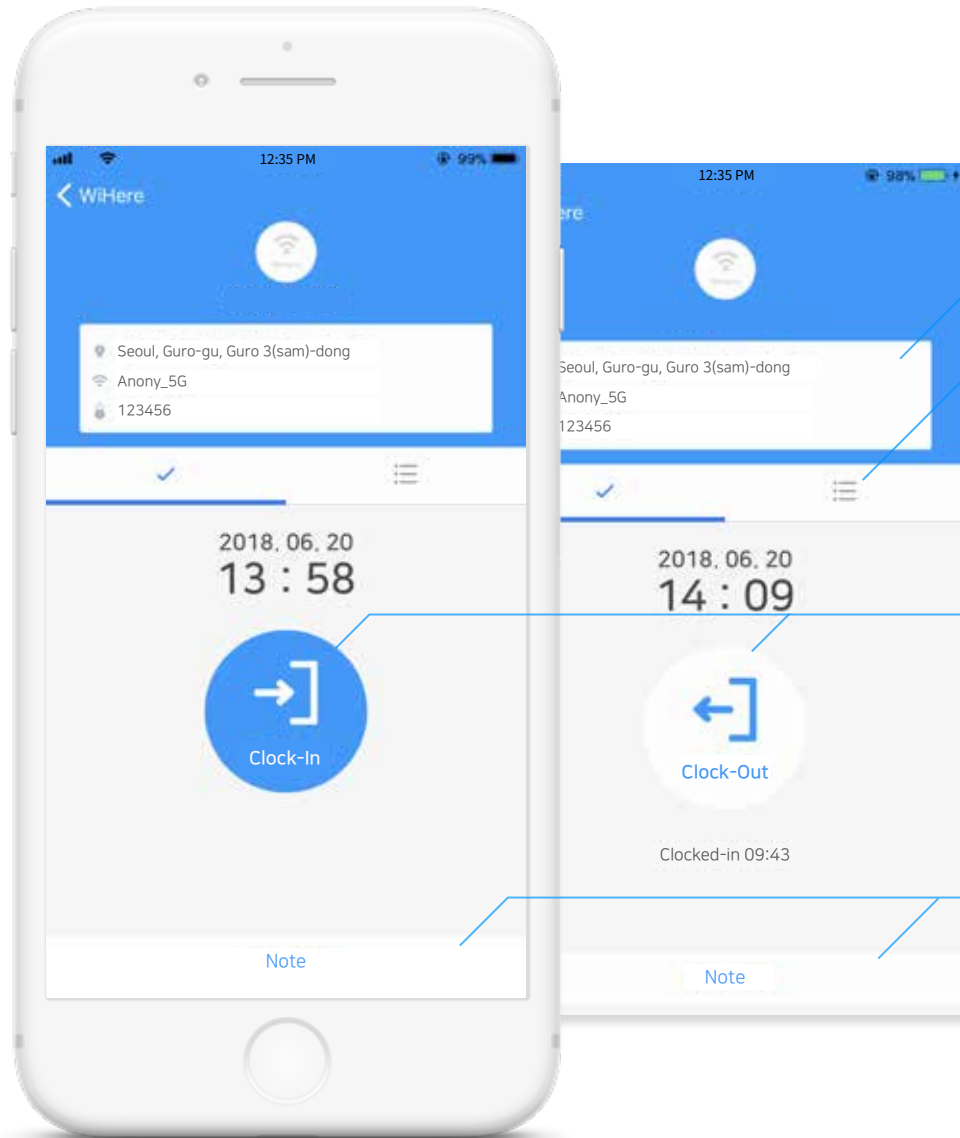 12:35 PM
99%
WiHere
Seoul, Guro-gu, Guro 3(sam)-dong
Anony_5G
123456
2018. 06. 20
13 : 58
Clock-In
Note
12:35 PM
98%
ere
Seoul, Guro-gu, Guro 3(sam)-dong
Anony_5G
123456
2018. 06. 20
14 : 09
Clock-Out
Clocked-in 09:43
Note